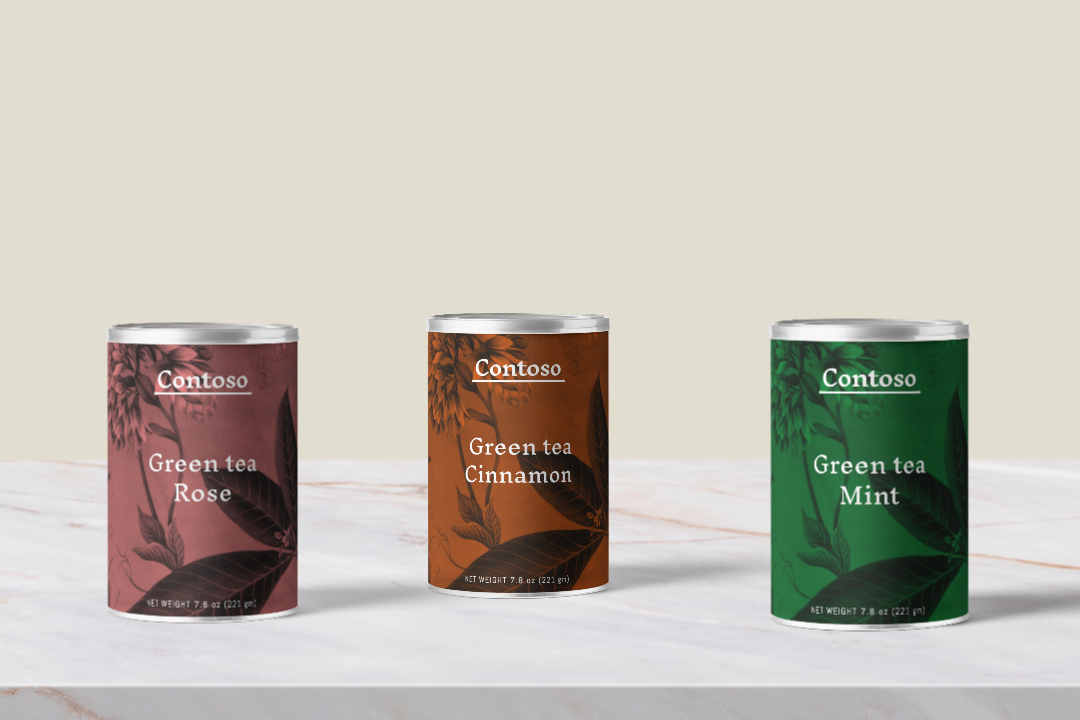 Contoso
Green tea
Rose
NET WEIGHT 7.8 oz (221 gm)
Contoso
Green tea
Cinnamon
NET WEIGHT 7.8 oz (221 gm)
Contoso
Green tea
Mint
NET WEIGHT 7.8 oz (221 gm)